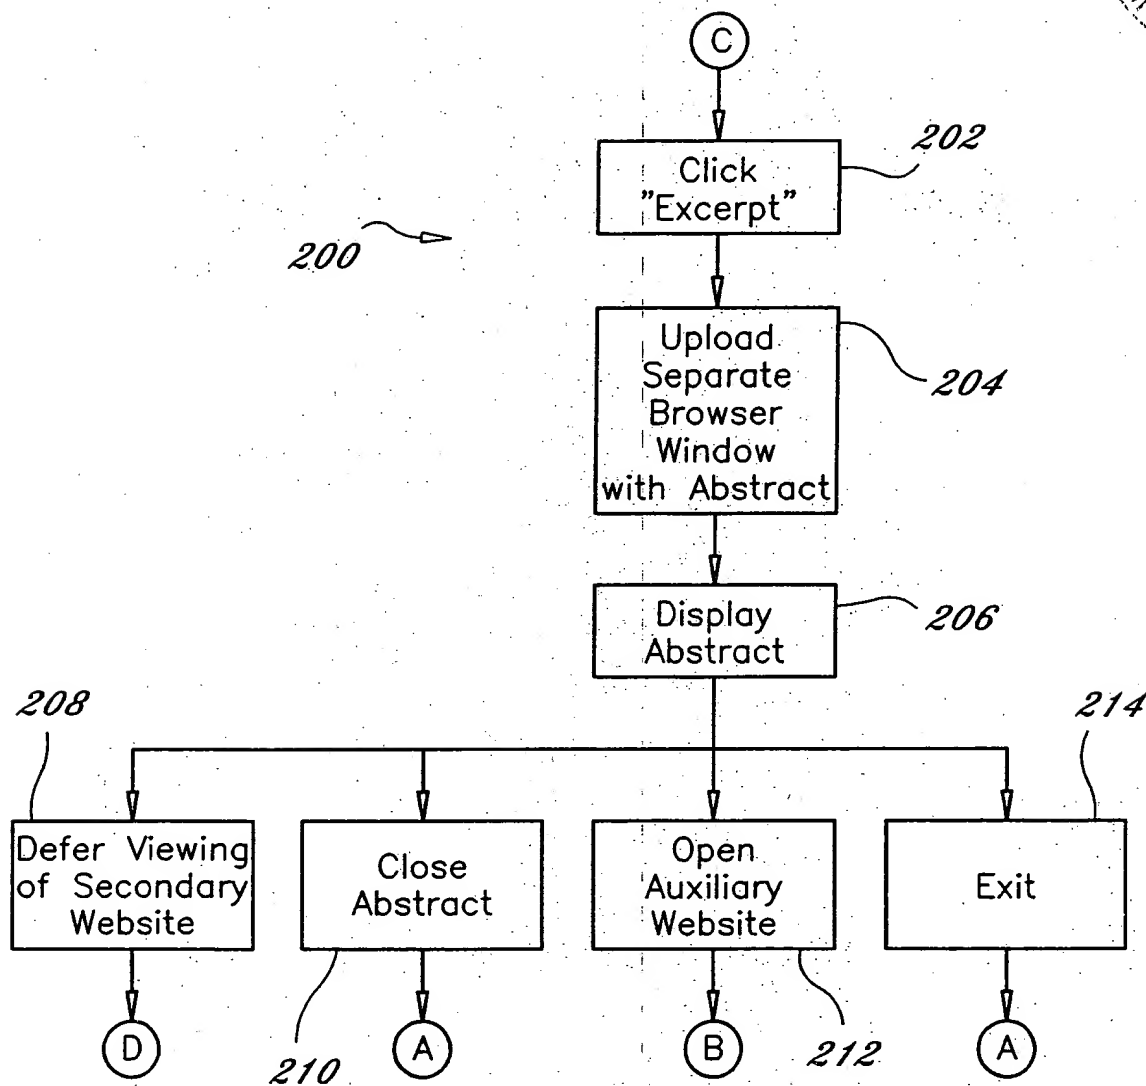 C
202
Click
"Excerpt"
200
Upload
Separate
Browser
Window
with Abstract
204
Display
Abstract
206
208
214
Defer Viewing
of Secondary
Website
Close
Abstract
Open
Auxiliary
Website
Exit
D
210
A
B
212
A